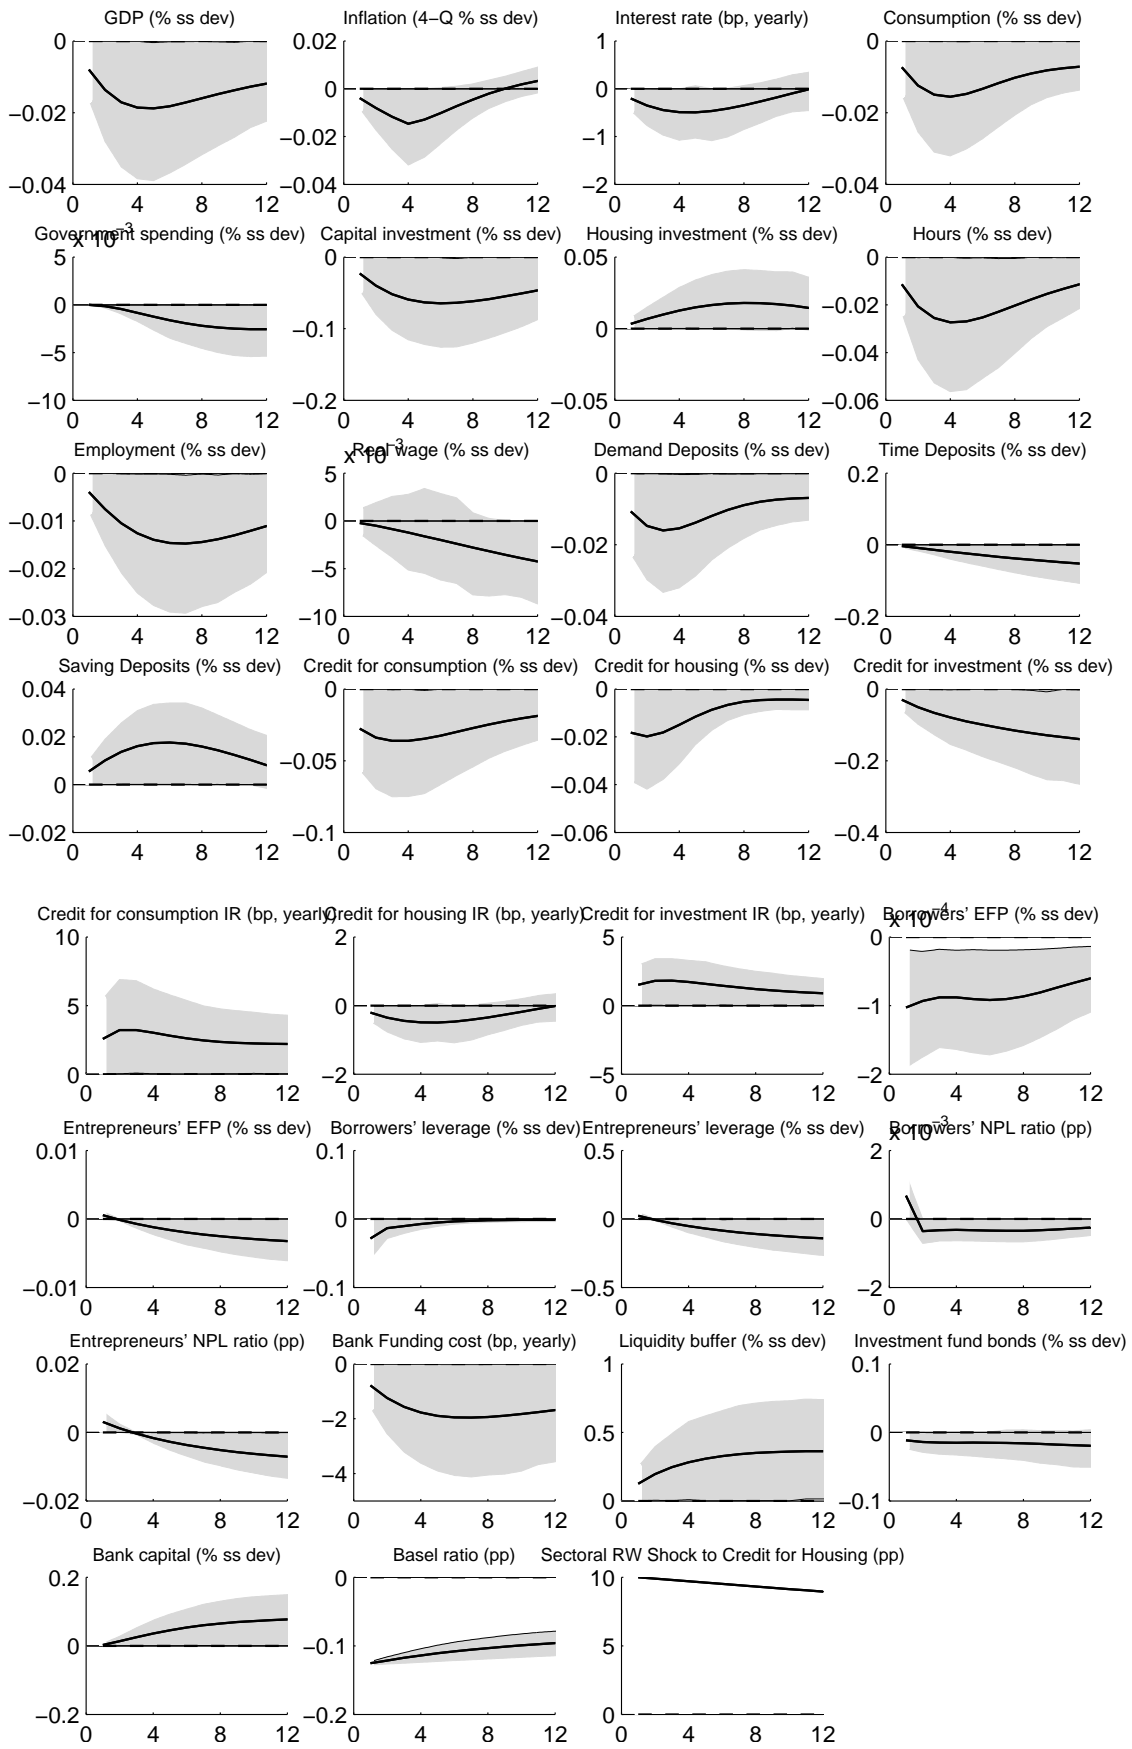 GDP (% ss dev) Inflation (4−Q % ss dev) Interest rate (bp, yearly) Consumption (% ss dev)
0 0.02 1 0
−0.02 0 0 −0.02
−0.04 −0.02 −1 −0.04
−0.04 −2
0 4 8 12 0 4 8 12 0 4 8 12 0 4 8 12
x 10−3
Government spending (% ss dev) Capital investment (% ss dev) Housing investment (% ss dev) Hours (% ss dev)
5 0 0.05 0
0 −0.1 0 −0.02
−5 −0.2 −0.05 −0.04
−10 −0.06
0 4 8 12 0 4 8 12 0 4 8 12 0 4 8 12
x 10−3
Employment (% ss dev) Real wage (% ss dev) Demand Deposits (% ss dev) Time Deposits (% ss dev)
0 5 0 0.2
−0.01 0 −0.02 0
−0.02 −5 −0.04 −0.2
−0.03 −10
0 4 8 12 0 4 8 12 0 4 8 12 0 4 8 12
Saving Deposits (% ss dev) Credit for consumption (% ss dev) Credit for housing (% ss dev) Credit for investment (% ss dev)
0.04 0 0 0
0.02 −0.05 −0.02 −0.2
0 −0.1 −0.04 −0.4
−0.02 −0.06
0 4 8 12 0 4 8 12 0 4 8 12 0 4 8 12
x 10−4
Credit for consumption IR (bp, yearly) Credit for housing IR (bp, yearly) Credit for investment IR (bp, yearly) Borrowers' EFP (% ss dev)
10 2 5 0
5 0 0 −1
0 −2 −5 −2
0 4 8 12 0 4 8 12 0 4 8 12 0 4 8 12
x 10−3
Entrepreneurs' EFP (% ss dev) Borrowers' leverage (% ss dev) Entrepreneurs' leverage (% ss dev) Borrowers' NPL ratio (pp)
0.01 0.1 0.5 2
0 0 0 0
−0.01 −0.1 −0.5 −2
0 4 8 12 0 4 8 12 0 4 8 12 0 4 8 12
Entrepreneurs' NPL ratio (pp) Bank Funding cost (bp, yearly) Liquidity buffer (% ss dev) Investment fund bonds (% ss dev)
0.02 0 1 0.1
0 −2 0.5 0
−0.02 −4 0 −0.1
0 4 8 12 0 4 8 12 0 4 8 12 0 4 8 12
Bank capital (% ss dev) Basel ratio (pp) Sectoral RW Shock to Credit for Housing (pp)
0.2 0 10
0 −0.1 5
−0.2 −0.2 0
0 4 8 12 0 4 8 12 0 4 8 12